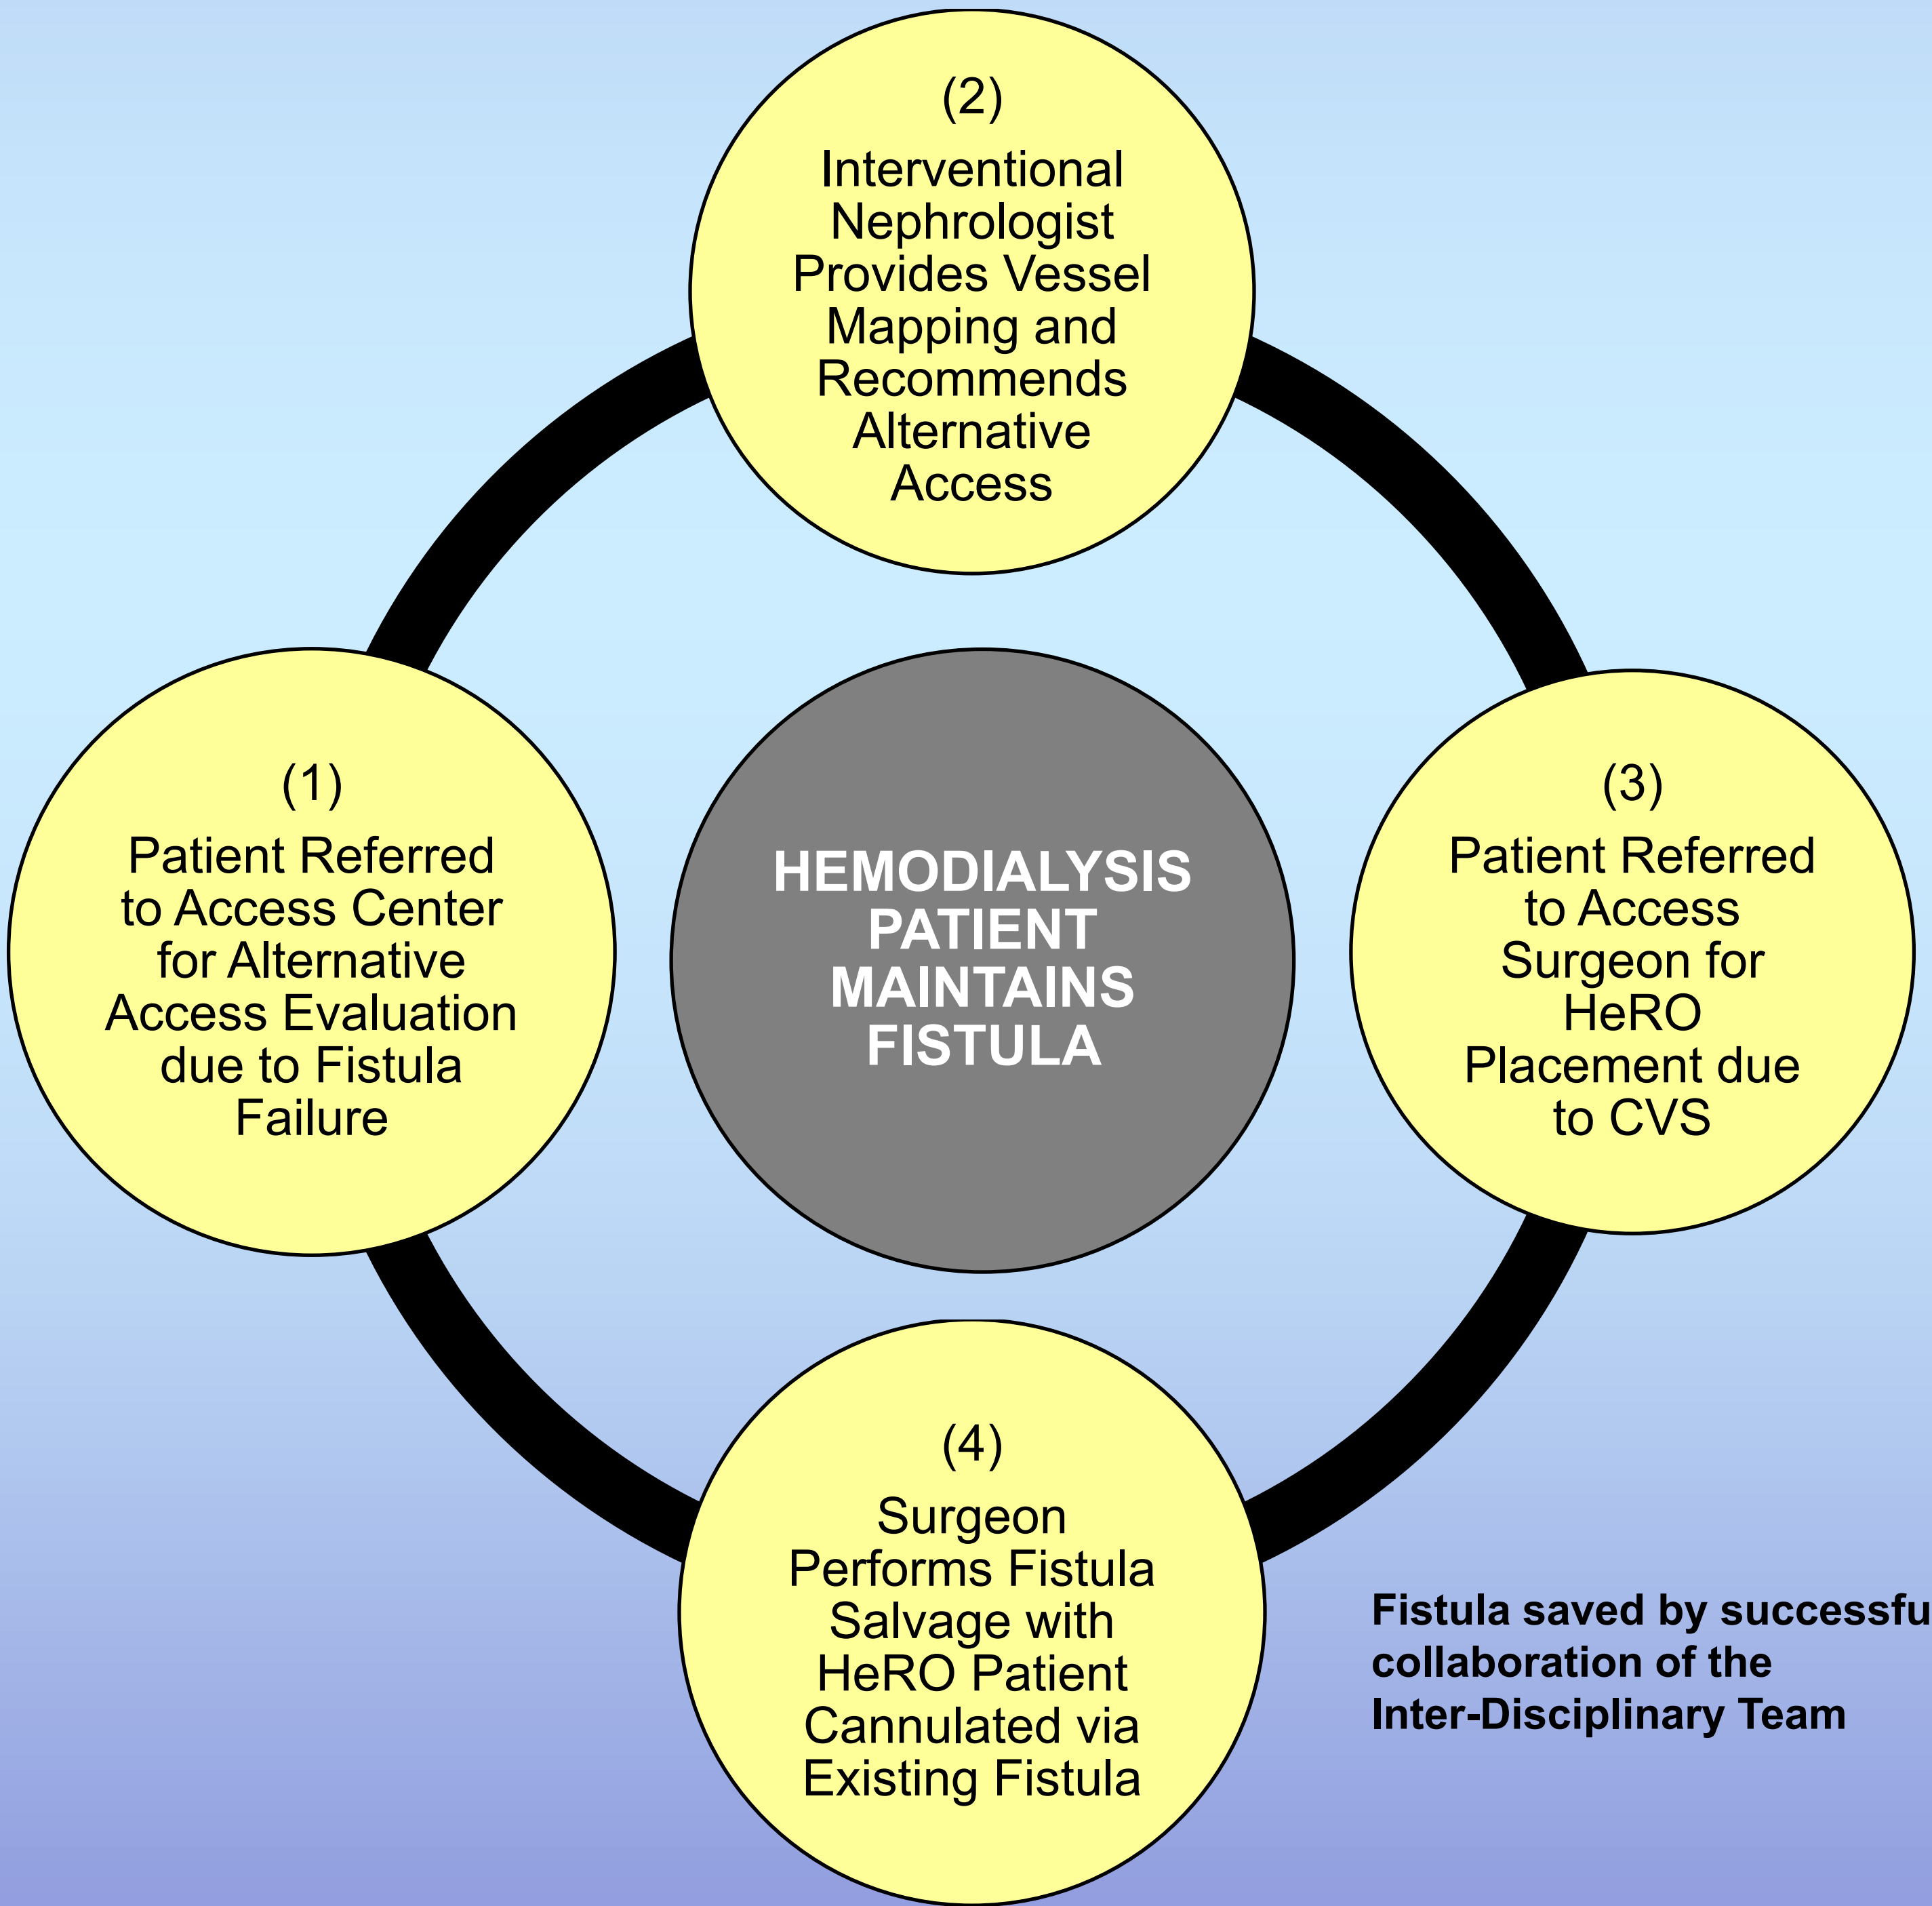 (1)
Patient Referred
to Access Center
for Alternative
Access Evaluation
due to Fistula
Failure
(2)
Interventional
Nephrologist
Provides Vessel
Mapping and
Recommends
Alternative
Access
(3)
Patient Referred
to Access
Surgeon for
HeRO
Placement due
to CVS
(4)
Surgeon
Performs Fistula
Salvage with
HeRO Patient
Cannulated via
Existing Fistula
HEMODIALYSIS
PATIENT
MAINTAINS
FISTULA
Fistula saved by successfu
collaboration of the
Inter-Disciplinary Team